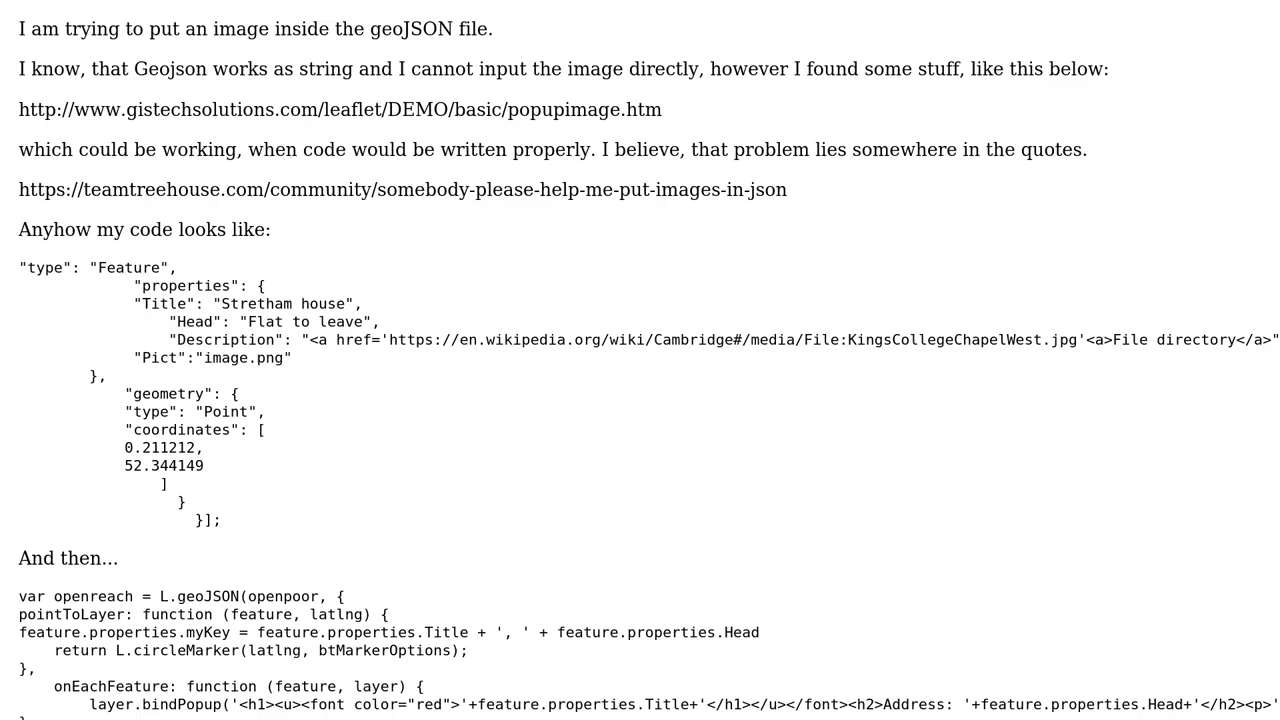 I am trying to put an image inside the geoJSON file.
I know, that Geojson works as string and I cannot input the image directly, however I found some stuff, like this below:
http://www.gistechsolutions.com/leaflet/DEMO/basic/popupimage.htm
which could be working, when code would be written properly. I believe, that problem lies somewhere in the quotes.
https://teamtreehouse.com/community/somebody-please-help-me-put-images-in-json
Anyhow my code looks like:
"type": "Feature",
"properties": {
"Title": "Stretham house",
"Head": "Flat to leave",
"Description": "<a href='https://en.wikipedia.org/wiki/Cambridge#/media/File:KingsCollegeChapelWest.jpg'<a>File directory</a>"
"Pict":"image.png"
},
"geometry": {
"type": "Point",
"coordinates": [
0.211212,
52.344149
]
}
}];
And then...
var openreach = L.geoJSON(openpoor, {
pointToLayer: function (feature, latlng) {
feature.properties.myKey = feature.properties.Title + ', ' + feature.properties.Head
return L.circleMarker(latlng, btMarkerOptions);
},
onEachFeature: function (feature, layer) {
layer.bindPopup('<h1><u><font color="red">'+feature.properties.Title+'</h1></u></font><h2>Address: '+feature.properties.Head+'</h2><p>'